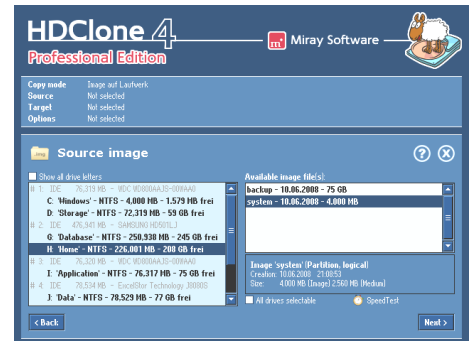 HDClone 4
Professional Edition
Miray Software
Copy mode Image auf Laufwerk
Source Not selected
Target Not selected
Options Not selected
Source image
Show all drive letters
# 1: IDE 76,319 MB - WDC WD800AAJS-00WAA0
C: 'Windows' - NTFS - 4,000 MB - 1.579 MB frei
D: 'Storage' - NTFS - 72,319 MB - 59 GB frei
# 2: IDE 476,941 MB - SAMSUNG HD501LJ
G: 'Database' - NTFS - 250,938 MB - 245 GB frei
H: 'Home' - NTFS - 226,001 MB - 208 GB frei
# 3: IDE 76,320 MB - WDC WD800AAJS-00WAA0
I: 'Application' - NTFS - 76,317 MB - 75 GB frei
# 4: IDE 78,534 MB - ExcelStor Technology J8080S
J: 'Data' - NTFS - 78.529 MB - 77 GB frei
Available image file(s):
backup - 10.06.2008 - 75 GB
system - 10.06.2008 - 4.000 MB
Image 'system' (Partition, logical)
Creation: 10.06.2008 21:00:53
Size: 4.000 MB (Image) 2.560 MB (Medium)
All drives selectable
SpeedTest
< Back
Next >